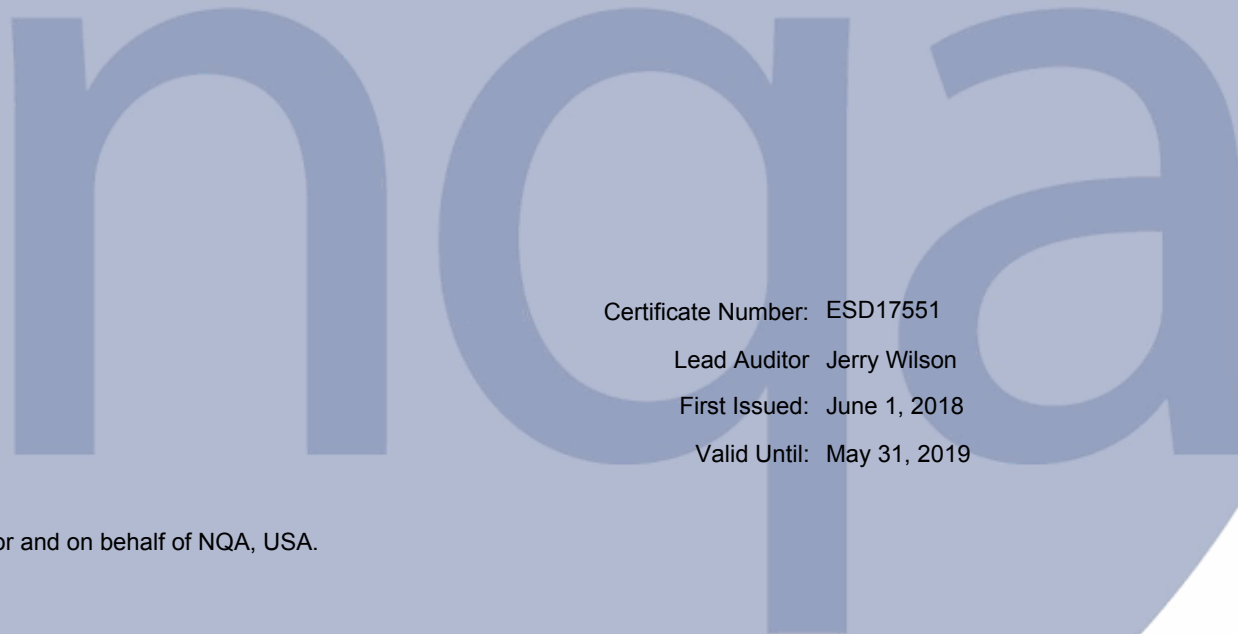 nqa
Certificate Number: ESD17551
Lead Auditor Jerry Wilson
First Issued: June 1, 2018
Valid Until: May 31, 2019
or and on behalf of NQA, USA.